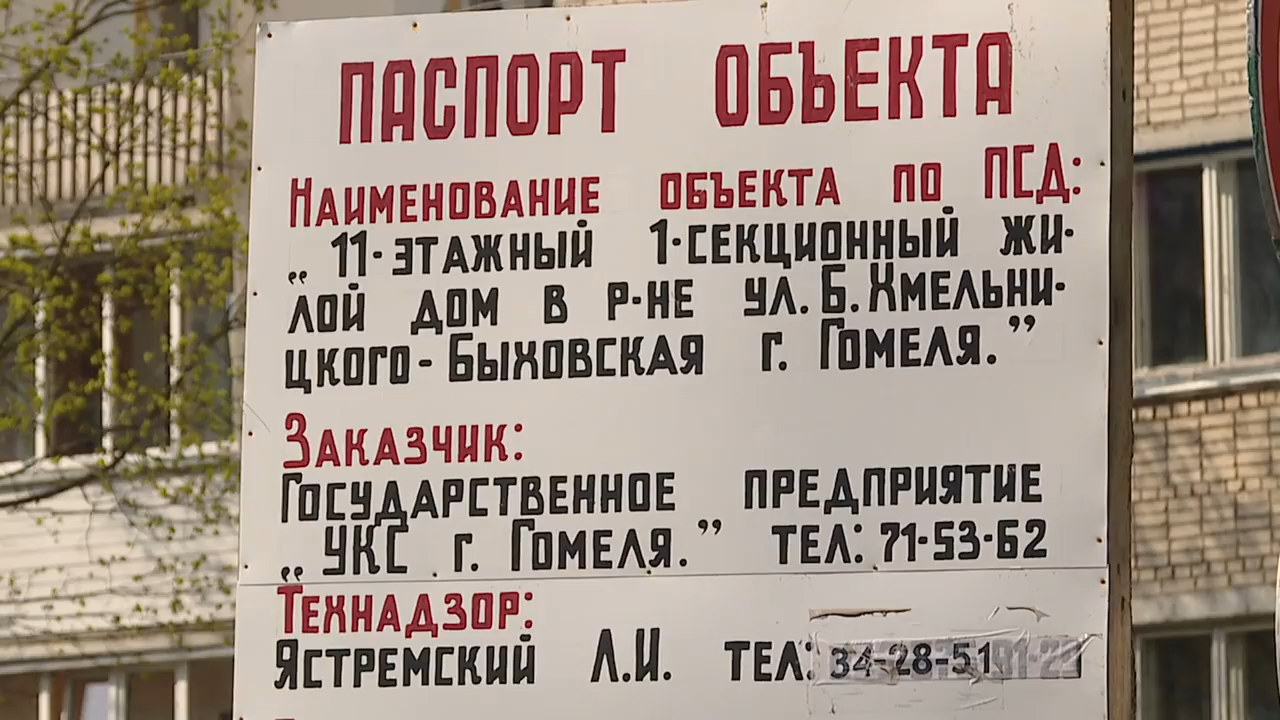 ПАСПОРТ ОБЪЕКТА
НАИМЕНОВАНИЕ ОБЪЕКТА ПО ПСД:
„ 11-ЭТАЖНЫЙ 1-СЕКЦИОННЫЙ ЖИ-
ЛОЙ ДОМ В Р-НЕ УЛ. Б. ХМЕЛЬНИ-
ЦКОГО-БЫХОВСКАЯ Г. ГОМЕЛЯ.”
ЗАКАЗЧИК:
ГОСУДАРСТВЕННОЕ ПРЕДПРИЯТИЕ
„ УКС Г. ГОМЕЛЯ.” ТЕЛ: 71-53-62
ТЕХНАДЗОР:
ЯСТРЕМСКИЙ Л.И. ТЕЛ: 34-28-51